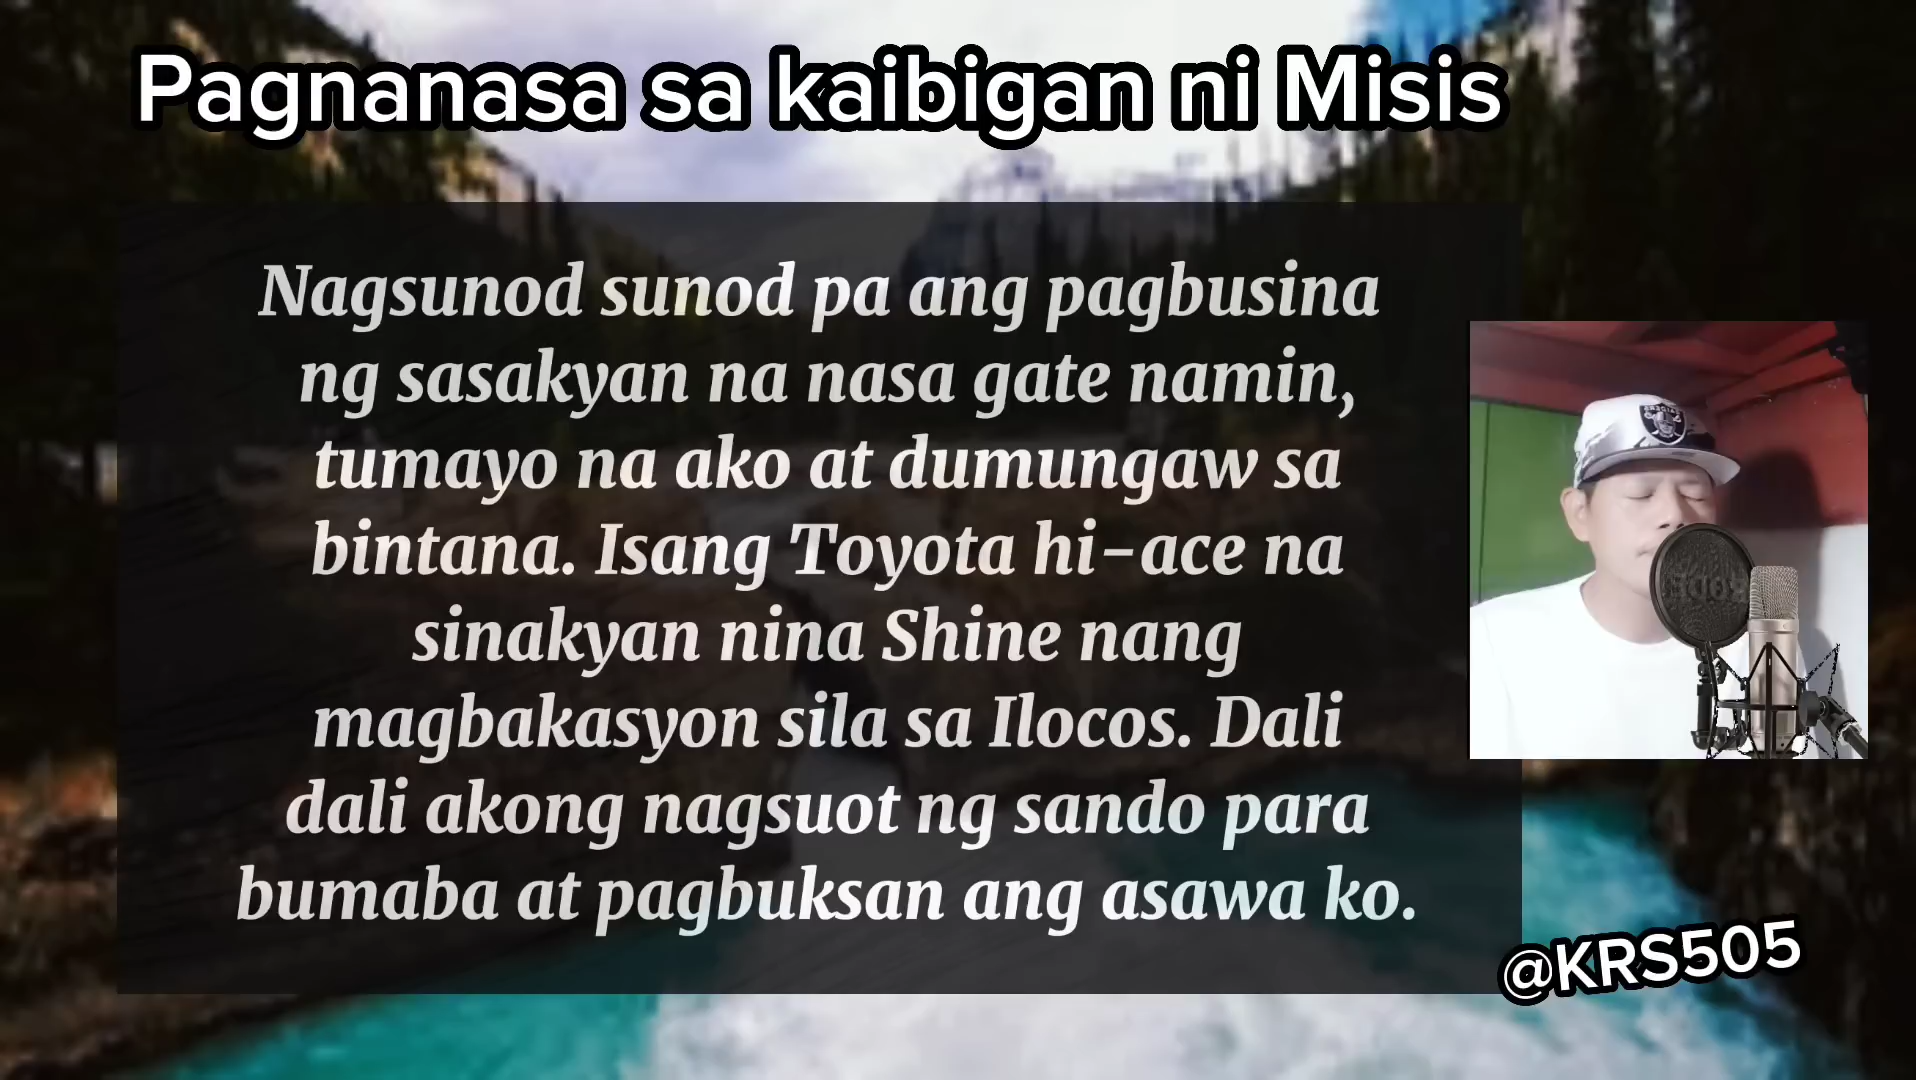 Pagnanasa sa kaibigan ni Misis
Nagsunod sunod pa ang pagbusina
ng sasakyan na nasa gate namin,
tumayo na ako at dumungaw sa
bintana. Isang Toyota hi-ace na
sinakyan nina Shine nang
magbakasyon sila sa Ilocos. Dali
dali akong nagsuot ng sando para
bumaba at pagbuksan ang asawa ko.
RAIDERS
RODE
@KRS505